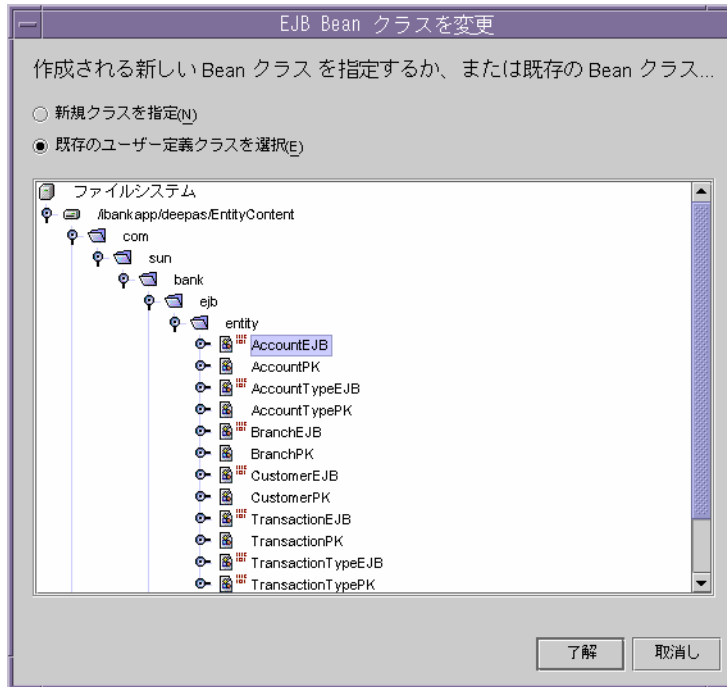 EJB Bean クラスを変更
作成される新しい Bean クラス を指定するか、または既存の Bean クラス...
新規クラスを指定(N)
既存のユーザー定義クラスを選択(E)
ファイルシステム
/ibankapp/deepas/EntityContent
com
sun
bank
ejb
entity
AccountEJB
AccountPK
AccountTypeEJB
AccountTypePK
BranchEJB
BranchPK
CustomerEJB
CustomerPK
TransactionEJB
TransactionPK
TransactionTypeEJB
TransactionTypePK
了解 取消し